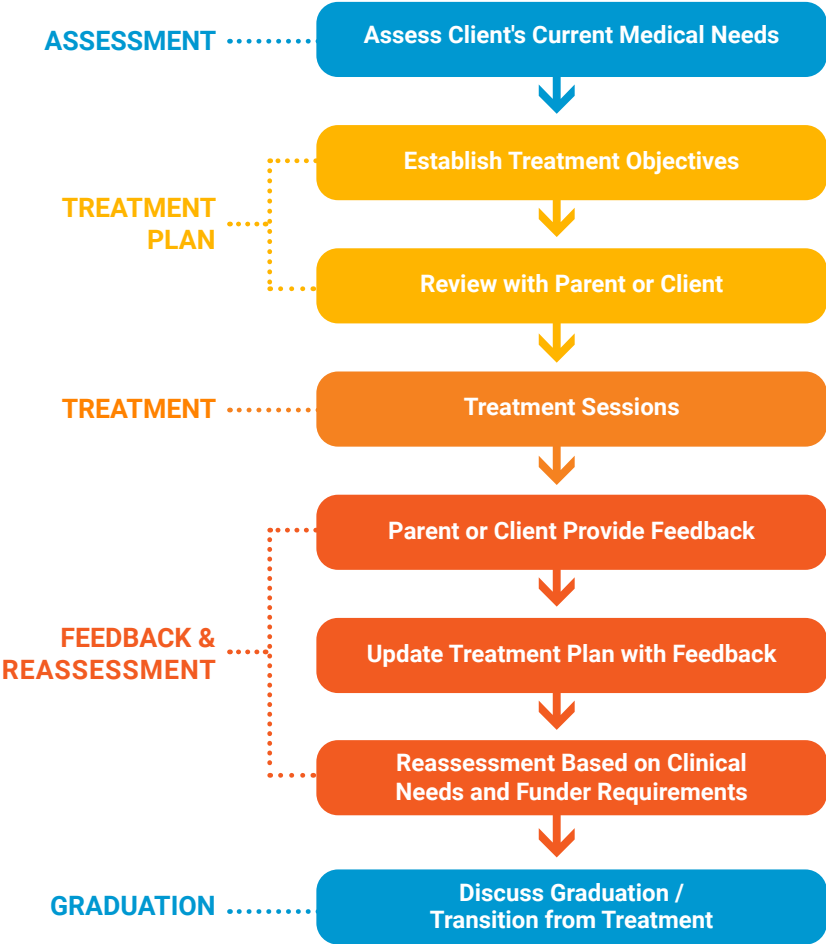 ASSESSMENT
Assess Client's Current Medical Needs
TREATMENT
PLAN
Establish Treatment Objectives
Review with Parent or Client
TREATMENT
Treatment Sessions
FEEDBACK &
REASSESSMENT
Parent or Client Provide Feedback
Update Treatment Plan with Feedback
Reassessment Based on Clinical
Needs and Funder Requirements
GRADUATION
Discuss Graduation /
Transition from Treatment